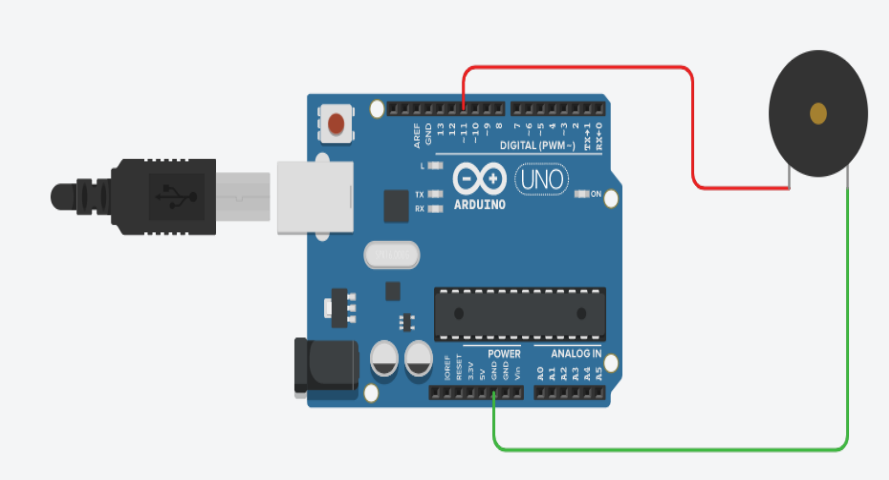 AREF
GND
13
12
~11
~10
~9
8
7
~6
~5
4
~3
2
TX→1
RX←0
DIGITAL (PWM~)
L
TX
RX
ARDUINO
UNO
ON
POWER
ANALOG IN
IOREF
RESET
3.3V
5V
GND
GND
Vin
A0
A1
A2
A3
A4
A5